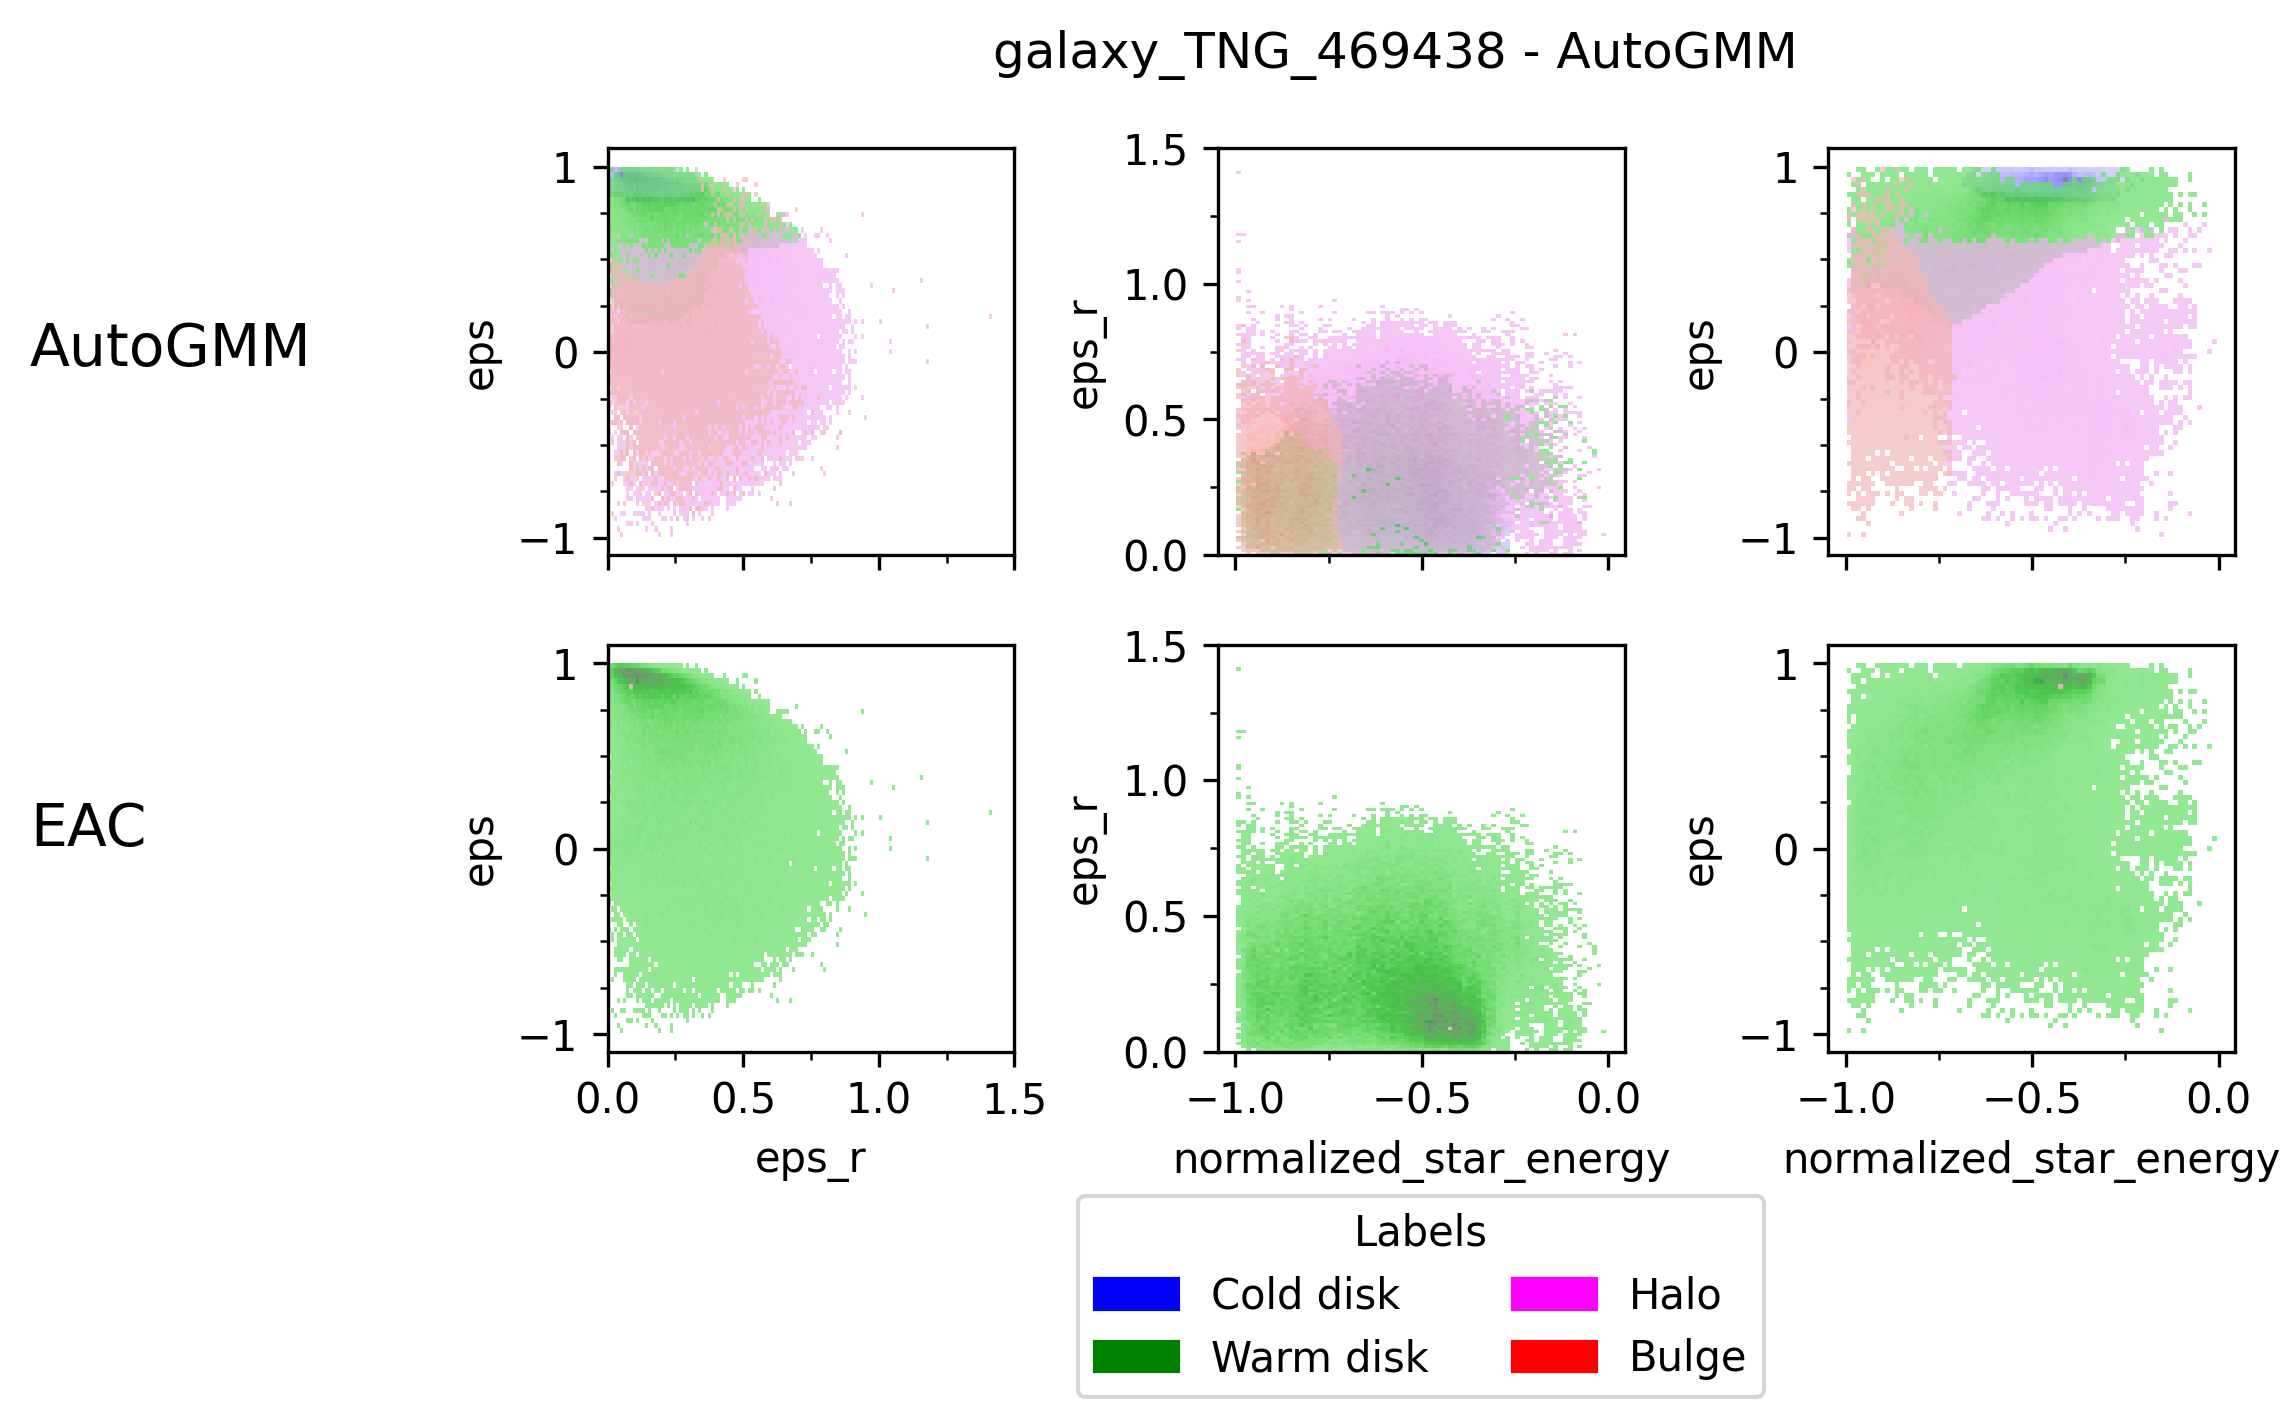 galaxy_TNG_469438 - AutoGMM
AutoGMM
eps
1
0
−1
eps_r
1.5
1.0
0.5
0.0
eps
1
0
−1
EAC
eps
1
0
−1
0.0 0.5 1.0 1.5
eps_r
eps_r
1.5
1.0
0.5
0.0
−1.0 −0.5 0.0
normalized_star_energy
eps
1
0
−1
−1.0 −0.5 0.0
normalized_star_energy
Labels
Cold disk
Warm disk
Halo
Bulge